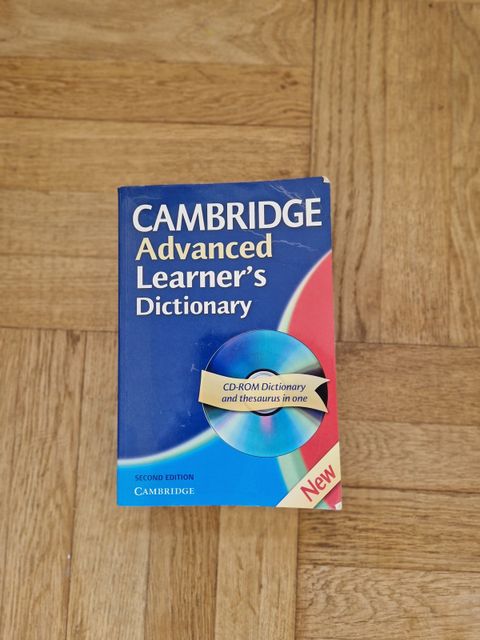 CAMBRIDGE
Advanced
Learner's
Dictionary
CD-ROM Dictionary
and thesaurus in one
SECOND EDITION
CAMBRIDGE
New